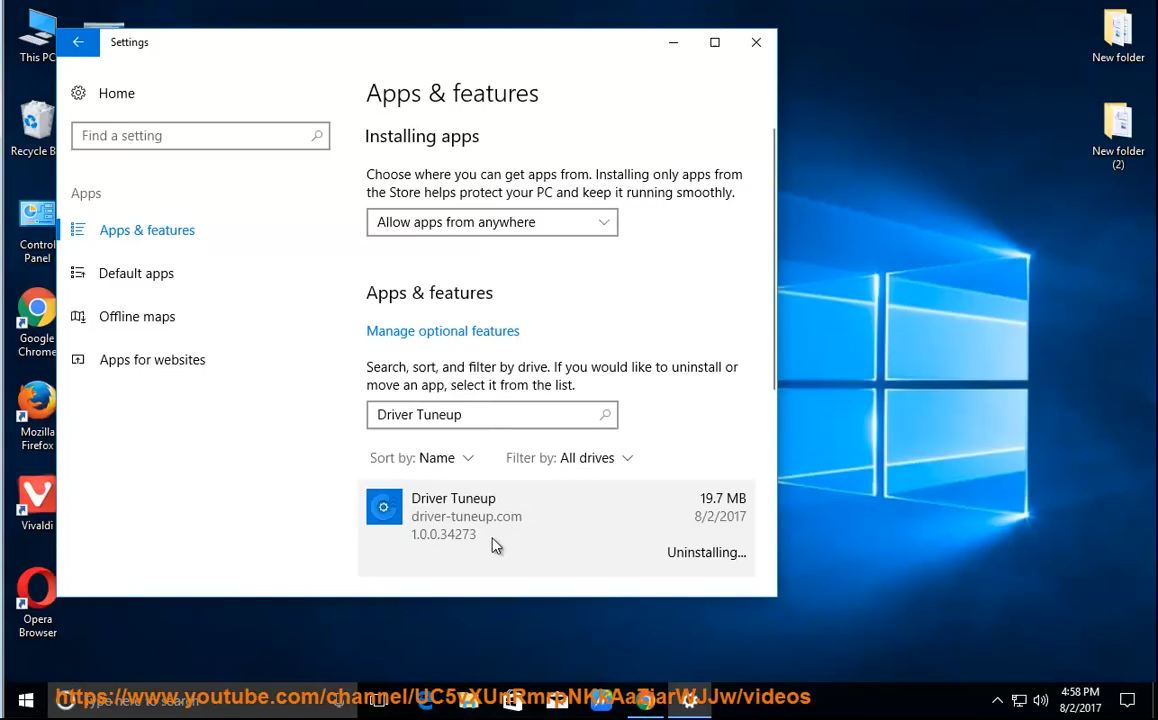 This PC
Recycle B
Control
Panel
Google
Chrome
Mozilla
Firefox
Vivaldi
Opera
Browser
Settings
Home
Find a setting
Apps
Apps & features
Default apps
Offline maps
Apps for websites
Apps & features
Installing apps
Choose where you can get apps from. Installing only apps from
the Store helps protect your PC and keep it running smoothly.
Allow apps from anywhere
Apps & features
Manage optional features
Search, sort, and filter by drive. If you would like to uninstall or
move an app, select it from the list.
Driver Tuneup
Sort by: Name
Filter by: All drives
Driver Tuneup
19.7 MB
driver-tuneup.com
8/2/2017
1.0.0.34273
Uninstalling...
New folder
New folder
(2)
Type here to search
4:58 PM
8/2/2017